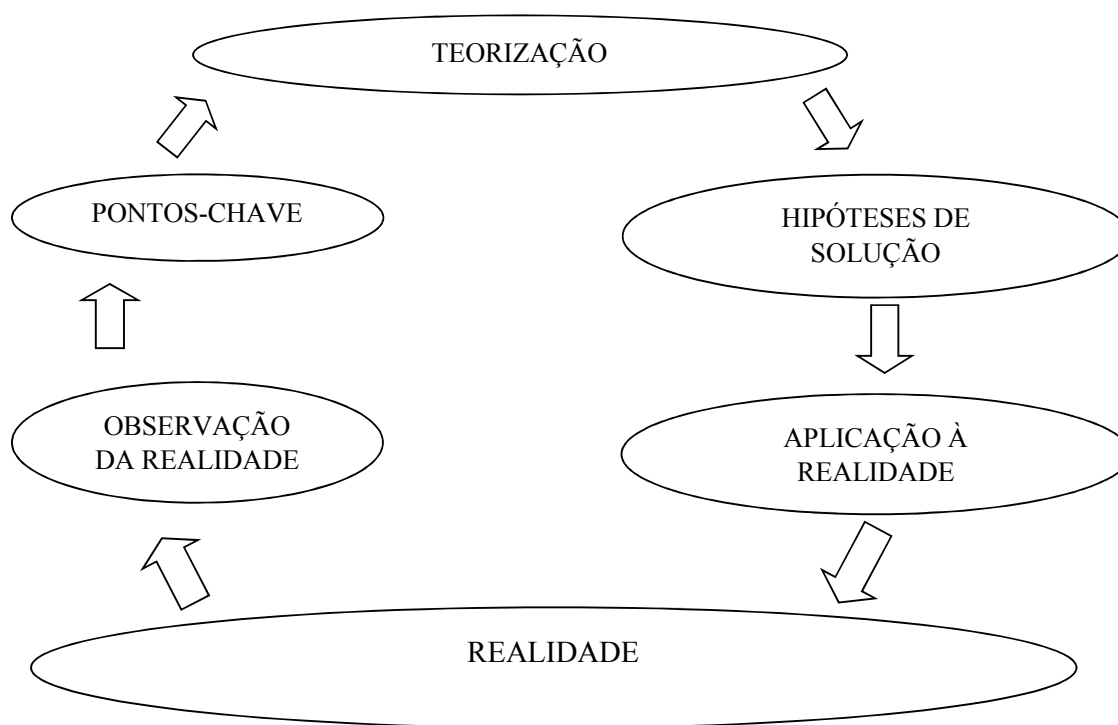 TEORIZAÇÃO
PONTOS-CHAVE
HIPÓTESES DE
SOLUÇÃO
OBSERVAÇÃO
DA REALIDADE
APLICAÇÃO À
REALIDADE
REALIDADE